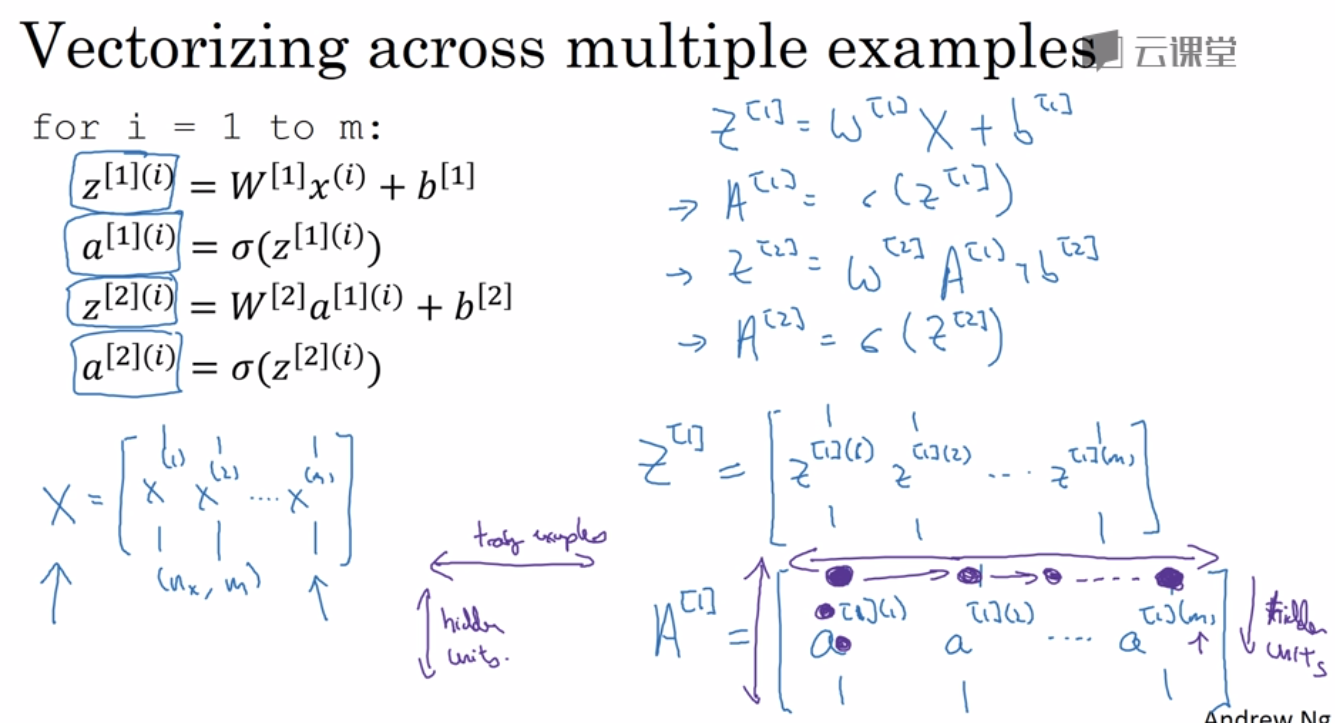 Vectorizing across multiple examples
云课堂
for i = 1 to m:
z[1](i) = W[1]x(i) + b[1]
a[1](i) = σ(z[1](i))
z[2](i) = W[2]a[1](i) + b[2]
a[2](i) = σ(z[2](i))
Z[1] = W[1] X + b[1]
→ A[1] = σ(Z[1])
→ Z[2] = W[2] A[1] + b[2]
→ A[2] = σ(Z[2])
X = [ x(1) x(2) .... x(m) ]
(nx, m)
Z[1] = [ z[1](1) z[1](2) ... z[1](m) ]
examples
hidden
units.
A[1] = [ a[1](1) a[1](2) .... a[1](m) ]
hidden
units
Andrew Ng